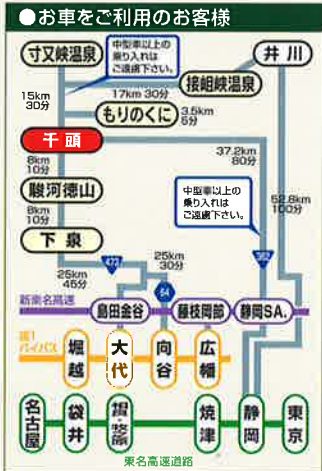 ●お車をご利用のお客様
寸又峡温泉
中型車以上の
乗り入れは
ご遠慮下さい。
井川
接岨峡温泉
15km
30分
17km 30分
もりのくに
3.5km
5分
千頭
37.2km
80分
8km
10分
駿河徳山
中型車以上の
乗り入れは
ご遠慮下さい。
52.8km
100分
8km
10分
下泉
473
25km
30分
362
25km
45分
64
新東名高速
島田金谷
藤枝岡部
静岡SA.
国1
バイパス
堀越
大代
向谷
広幡
名古屋
袋井
焼津
静岡
東京
東名高速道路